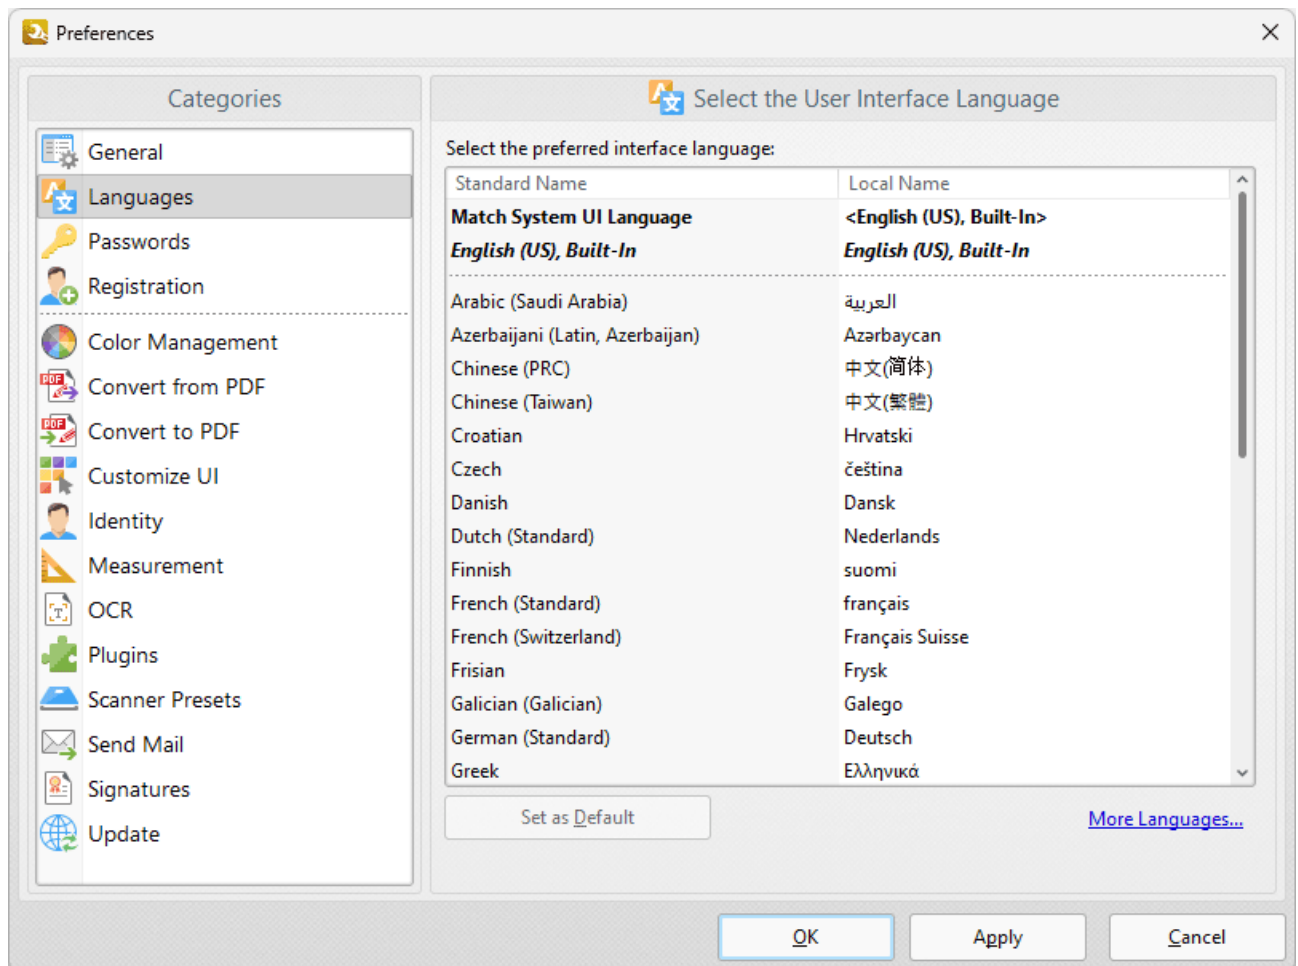 Preferences
Categories
General
Languages
Passwords
Registration
Color Management
Convert from PDF
Convert to PDF
Customize UI
Identity
Measurement
OCR
Plugins
Scanner Presets
Send Mail
Signatures
Update
Select the User Interface Language
Select the preferred interface language:
Standard Name Local Name
Match System UI Language <English (US), Built-In>
English (US), Built-In English (US), Built-In
Arabic (Saudi Arabia) العربية
Azerbaijani (Latin, Azerbaijan) Azərbaycan
Chinese (PRC) 中文(简体)
Chinese (Taiwan) 中文(繁體)
Croatian Hrvatski
Czech čeština
Danish Dansk
Dutch (Standard) Nederlands
Finnish suomi
French (Standard) français
French (Switzerland) Français Suisse
Frisian Frysk
Galician (Galician) Galego
German (Standard) Deutsch
Greek Ελληνικά
Set as Default More Languages...
OK Apply Cancel